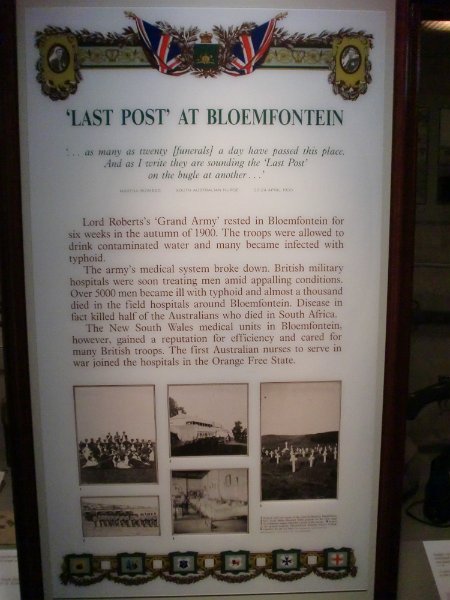 'LAST POST' AT BLOEMFONTEIN
'. . . as many as twenty [funerals] a day have passed this place.
And as I write they are sounding the 'Last Post'
on the bugle at another . . .'
SOUTH AUSTRALIAN NURSE
APRIL 1900
Lord Roberts's 'Grand Army' rested in Bloemfontein for
six weeks in the autumn of 1900. The troops were allowed to
drink contaminated water and many became infected with
typhoid.
The army's medical system broke down. British military
hospitals were soon treating men amid appalling conditions.
Over 5000 men became ill with typhoid and almost a thousand
died in the field hospitals around Bloemfontein. Disease in
fact killed half of the Australians who died in South Africa.
The New South Wales medical units in Bloemfontein,
however, gained a reputation for efficiency and cared for
many British troops. The first Australian nurses to serve in
war joined the hospitals in the Orange Free State.